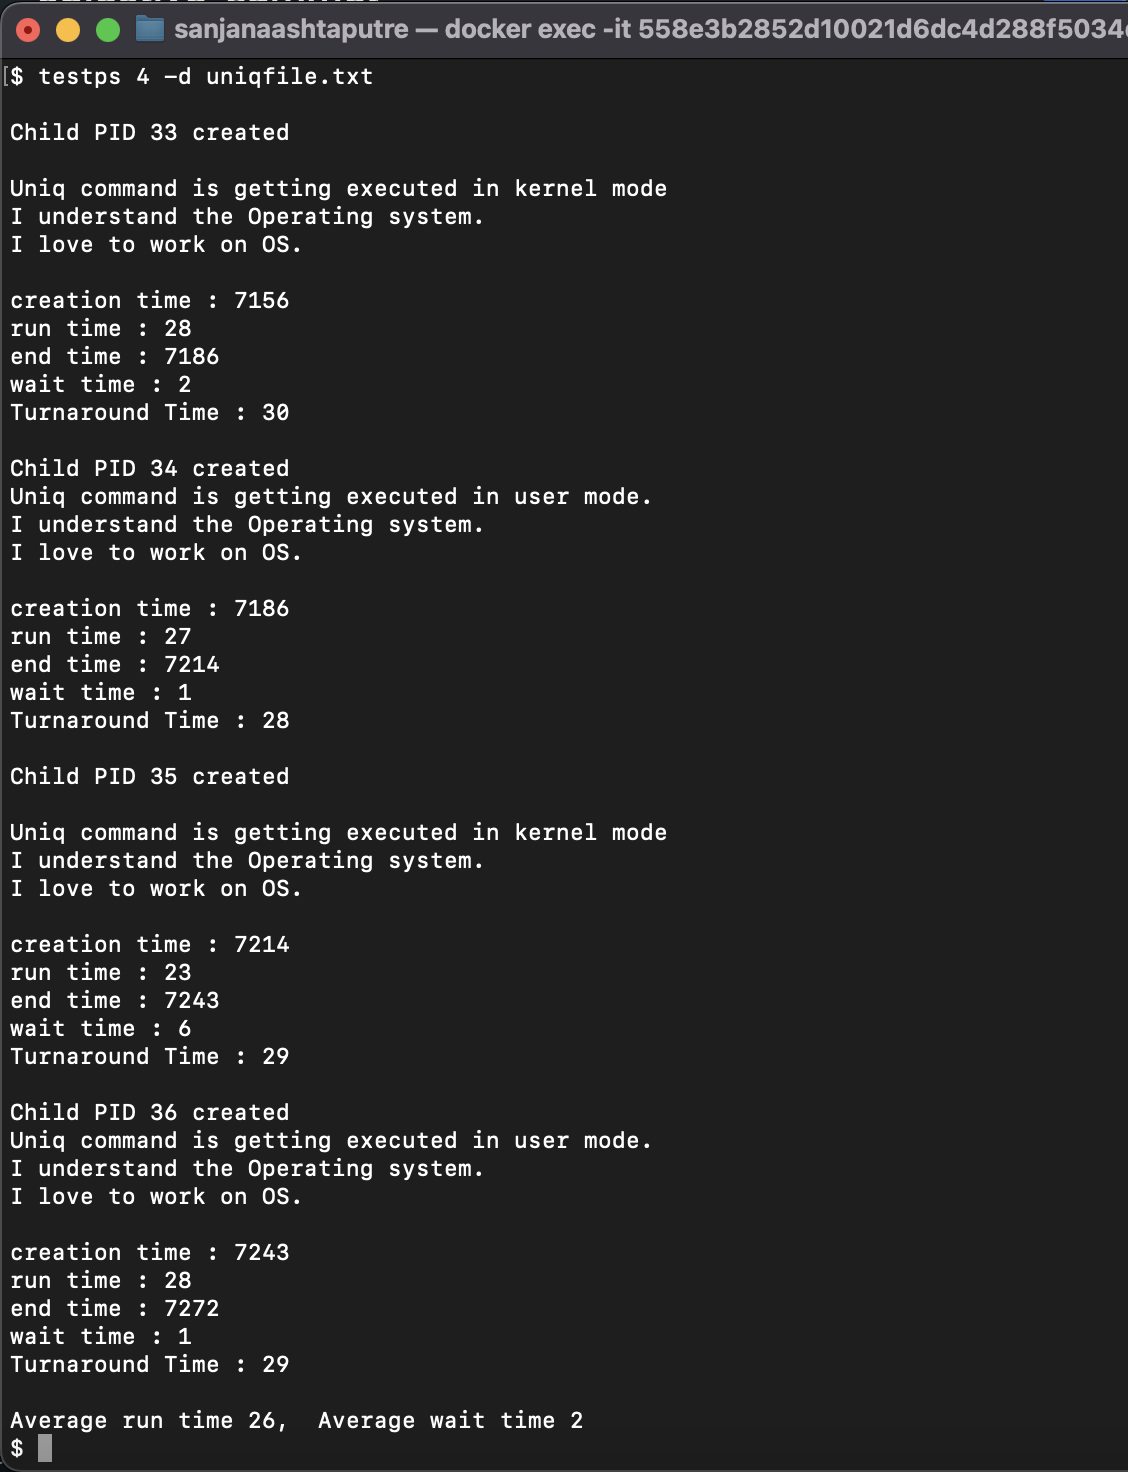 sanjanaashtaputre — docker exec -it 558e3b2852d10021d6dc4d288f5034
$ testps 4 -d uniqfile.txt
Child PID 33 created
Uniq command is getting executed in kernel mode
I understand the Operating system.
I love to work on OS.
creation time : 7156
run time : 28
end time : 7186
wait time : 2
Turnaround Time : 30
Child PID 34 created
Uniq command is getting executed in user mode.
I understand the Operating system.
I love to work on OS.
creation time : 7186
run time : 27
end time : 7214
wait time : 1
Turnaround Time : 28
Child PID 35 created
Uniq command is getting executed in kernel mode
I understand the Operating system.
I love to work on OS.
creation time : 7214
run time : 23
end time : 7243
wait time : 6
Turnaround Time : 29
Child PID 36 created
Uniq command is getting executed in user mode.
I understand the Operating system.
I love to work on OS.
creation time : 7243
run time : 28
end time : 7272
wait time : 1
Turnaround Time : 29
Average run time 26,  Average wait time 2
$